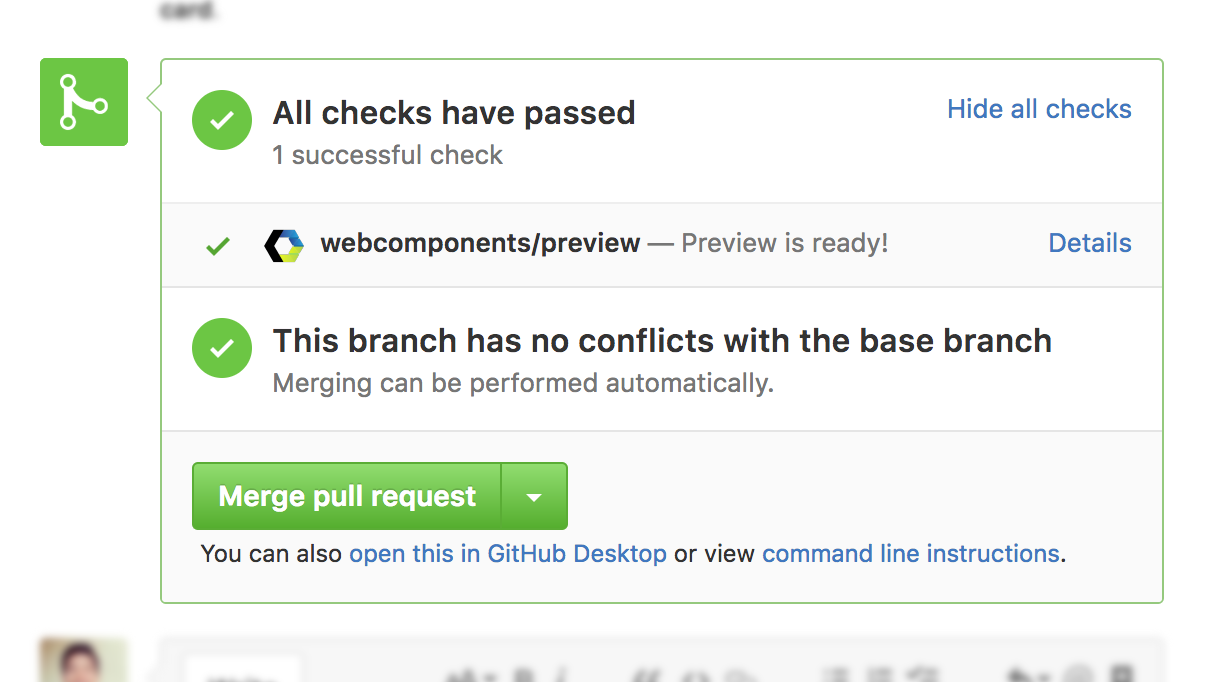 card.
All checks have passed
Hide all checks
1 successful check
webcomponents/preview — Preview is ready!
Details
This branch has no conflicts with the base branch
Merging can be performed automatically.
Merge pull request
You can also open this in GitHub Desktop or view command line instructions.